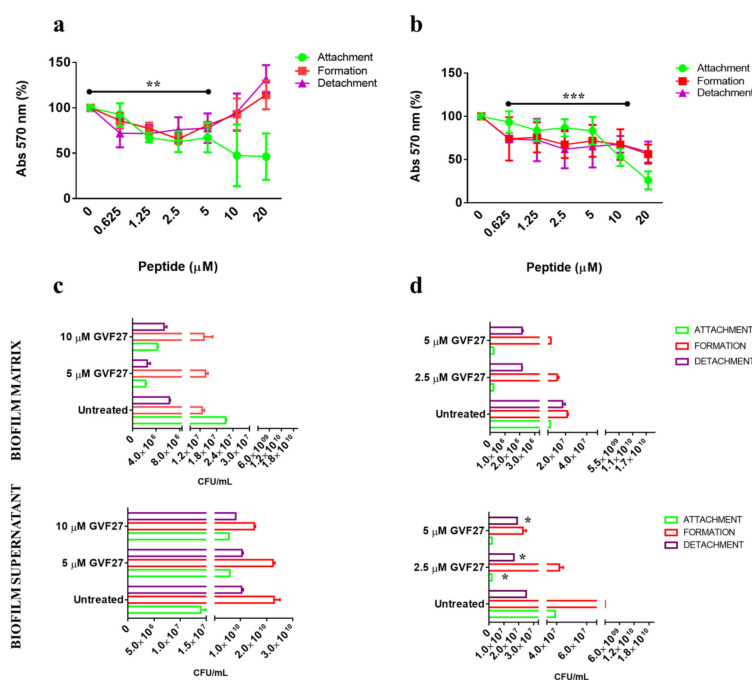 a
b
Abs 570 nm (%)
150
100
50
0
**
Attachment
Formation
Detachment
0
0.625
1.25
2.5
5
10
20
Peptide (μM)
Abs 570 nm (%)
150
100
50
0
***
Attachment
Formation
Detachment
0
0.625
1.25
2.5
5
10
20
Peptide (μM)
c
d
BIOFILM MATRIX
10 μM GVF27
5 μM GVF27
Untreated
0
4.0×10⁶
8.0×10⁶
1.2×10⁷
1.8×10⁷
2.4×10⁷
3.0×10⁷
6.0×10⁰⁹
1.2×10¹⁰
1.8×10¹⁰
CFU/mL
5 μM GVF27
2.5 μM GVF27
Untreated
0
1.0×10⁶
2.0×10⁶
3.0×10⁶
2.0×10⁷
4.0×10⁷
5.5×10⁰⁹
1.1×10¹⁰
1.7×10¹⁰
CFU/mL
ATTACHMENT
FORMATION
DETACHMENT
BIOFILM SUPERNATANT
10 μM GVF27
5 μM GVF27
Untreated
0
5.0×10⁶
1.0×10⁷
1.5×10⁷
1.0×10¹⁰
2.0×10¹⁰
3.0×10¹⁰
CFU/mL
5 μM GVF27
2.5 μM GVF27
Untreated
*
*
*
0
1.0×10⁷
2.0×10⁷
3.0×10⁷
4.0×10⁷
6.0×10⁰⁹
1.2×10¹⁰
1.8×10¹⁰
CFU/mL
ATTACHMENT
FORMATION
DETACHMENT